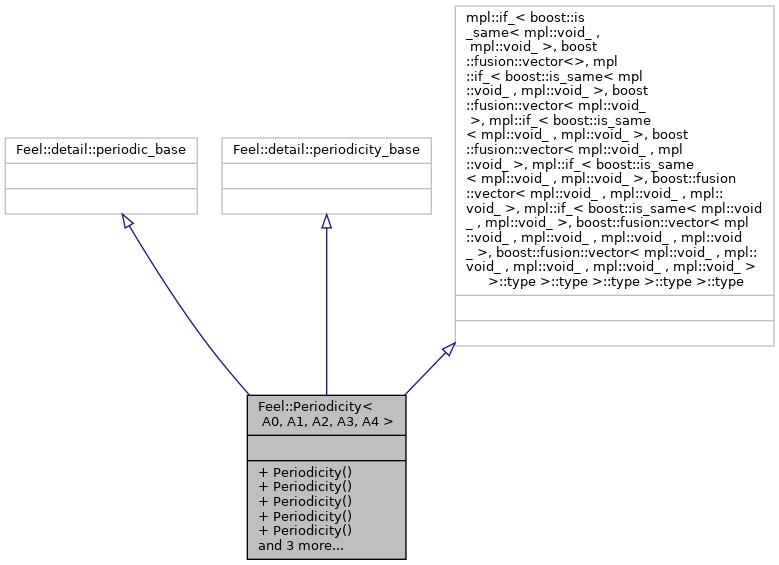 mpl::if_< boost::is
_same< mpl::void_ ,
mpl::void_ >, boost
::fusion::vector<>, mpl
::if_< boost::is_same< mpl
::void_ , mpl::void_ >, boost
::fusion::vector< mpl::void_
>, mpl::if_< boost::is_same
< mpl::void_ , mpl::void_ >, boost
::fusion::vector< mpl::void_ , mpl
::void_ >, mpl::if_< boost::is_same
< mpl::void_ , mpl::void_ >, boost::fusion
::vector< mpl::void_ , mpl::void_ , mpl::
void_ >, mpl::if_< boost::is_same< mpl::void
_ , mpl::void_ >, boost::fusion::vector< mpl
::void_ , mpl::void_ , mpl::void_ , mpl::void
_ >, boost::fusion::vector< mpl::void_ , mpl::
void_ , mpl::void_ , mpl::void_ , mpl::void_ >
>::type >::type >::type >::type >::type
Feel::detail::periodic_base
Feel::detail::periodicity_base
Feel::Periodicity<
A0, A1, A2, A3, A4 >
+ Periodicity()
+ Periodicity()
+ Periodicity()
+ Periodicity()
+ Periodicity()
and 3 more...